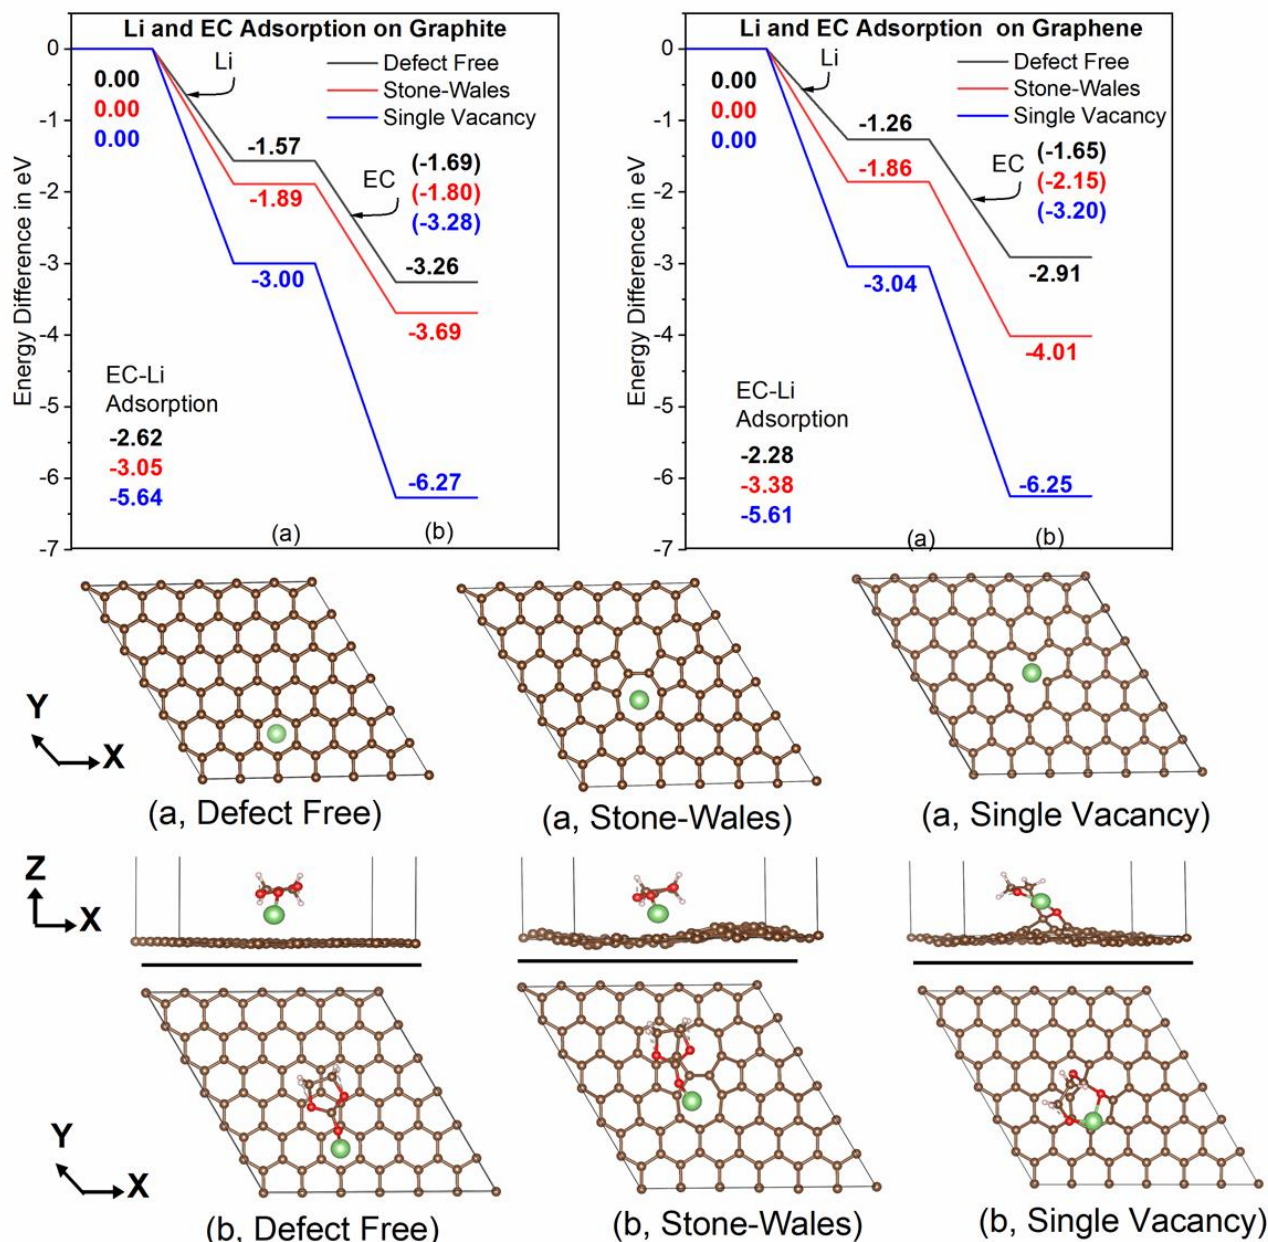 Li and EC Adsorption on Graphite
0
-1
-2
-3
-4
-5
-6
-7
Energy Difference in eV
Li
Defect Free
Stone-Wales
Single Vacancy
0.00
0.00
0.00
-1.57
-1.89
-3.00
EC
(-1.69)
(-1.80)
(-3.28)
-3.26
-3.69
-6.27
EC-Li
Adsorption
-2.62
-3.05
-5.64
(a)
(b)
Li and EC Adsorption on Graphene
0
-1
-2
-3
-4
-5
-6
-7
Energy Difference in eV
Li
Defect Free
Stone-Wales
Single Vacancy
0.00
0.00
0.00
-1.26
-1.86
-3.04
EC
(-1.65)
(-2.15)
(-3.20)
-2.91
-4.01
-6.25
EC-Li
Adsorption
-2.28
-3.38
-5.61
(a)
(b)
Y
X
(a, Defect Free)
(a, Stone-Wales)
(a, Single Vacancy)
Z
X
Y
X
(b, Defect Free)
(b, Stone-Wales)
(b, Single Vacancy)